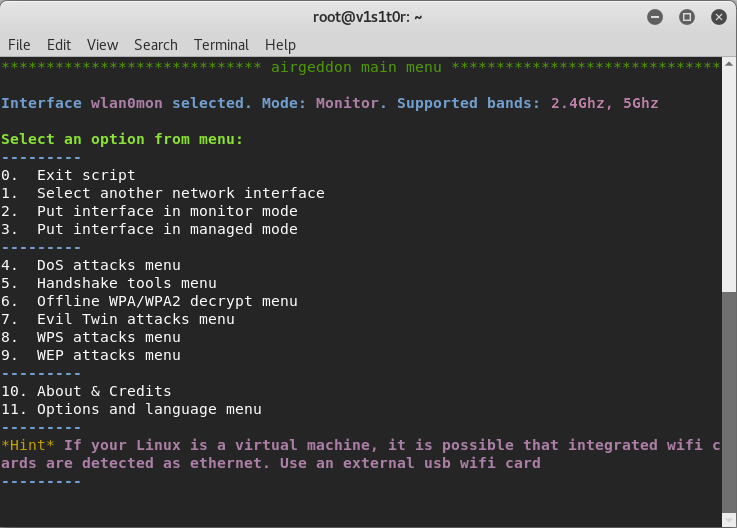 root@v1s1t0r: ~
File Edit View Search Terminal Help
***************************** airgeddon main menu ******************************
Interface wlan0mon selected. Mode: Monitor. Supported bands: 2.4Ghz, 5Ghz
Select an option from menu:
---------
0.  Exit script
1.  Select another network interface
2.  Put interface in monitor mode
3.  Put interface in managed mode
---------
4.  DoS attacks menu
5.  Handshake tools menu
6.  Offline WPA/WPA2 decrypt menu
7.  Evil Twin attacks menu
8.  WPS attacks menu
9.  WEP attacks menu
---------
10. About & Credits
11. Options and language menu
---------
*Hint* If your Linux is a virtual machine, it is possible that integrated wifi c
ards are detected as ethernet. Use an external usb wifi card
---------